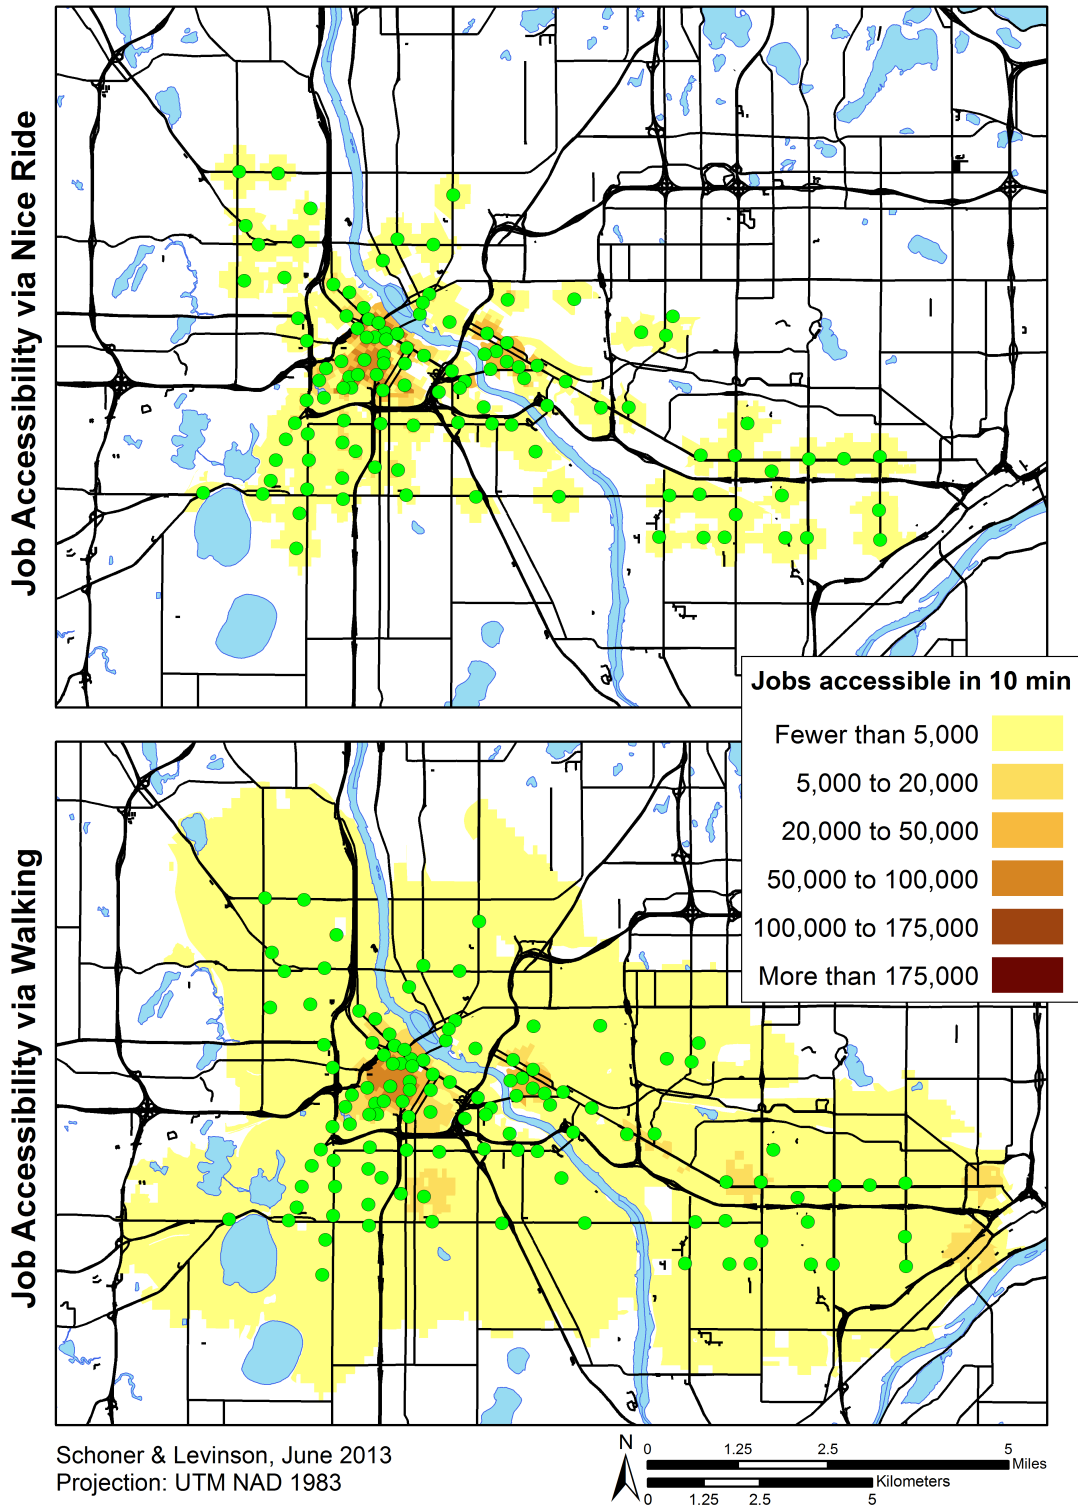 Job Accessibility via Nice Ride
Jobs accessible in 10 min
Fewer than 5,000
5,000 to 20,000
20,000 to 50,000
50,000 to 100,000
100,000 to 175,000
More than 175,000
Job Accessibility via Walking
Schoner & Levinson, June 2013
Projection: UTM NAD 1983
N
0 1.25 2.5 5
Miles
Kilometers
0 1.25 2.5 5